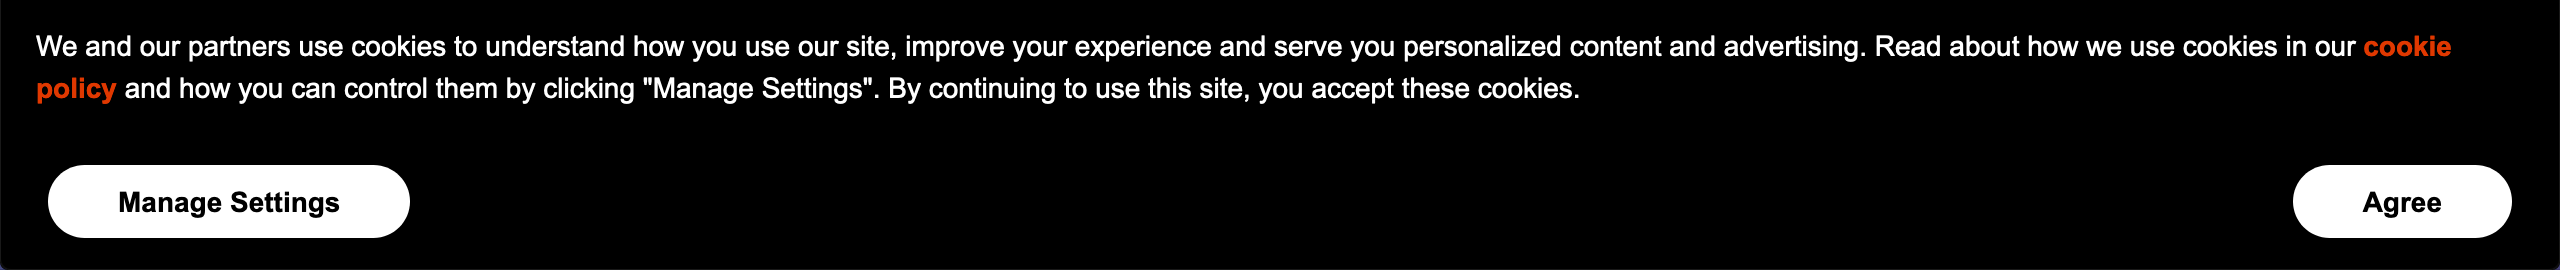 We and our partners use cookies to understand how you use our site, improve your experience and serve you personalized content and advertising. Read about how we use cookies in our cookie
policy and how you can control them by clicking "Manage Settings". By continuing to use this site, you accept these cookies.
Manage Settings
Agree